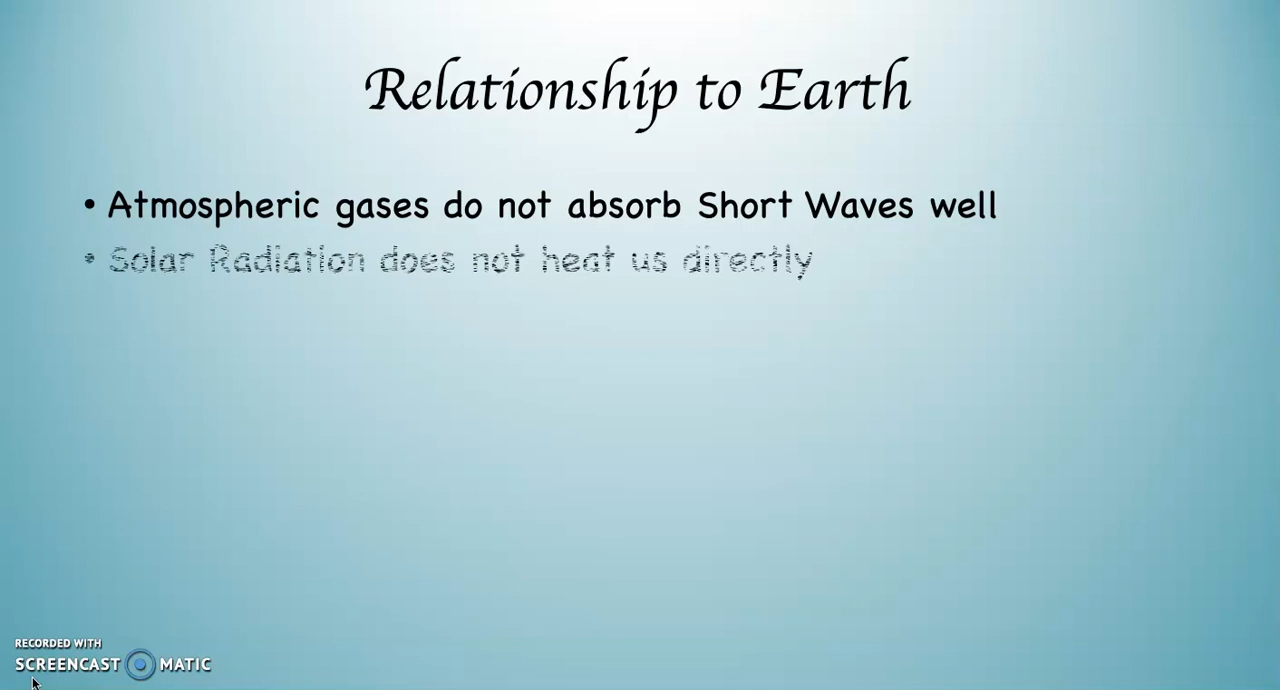 Relationship to Earth
• Atmospheric gases do not absorb Short Waves well
• Solar Radiation does not heat us directly
RECORDED WITH
SCREENCAST MATIC